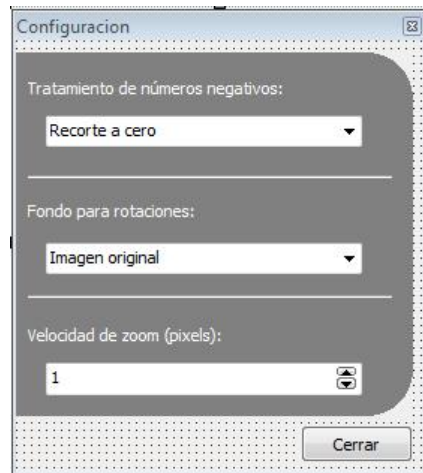 Configuracion
Tratamiento de números negativos:
Recorte a cero
Fondo para rotaciones:
Imagen original
Velocidad de zoom (pixels):
1
Cerrar